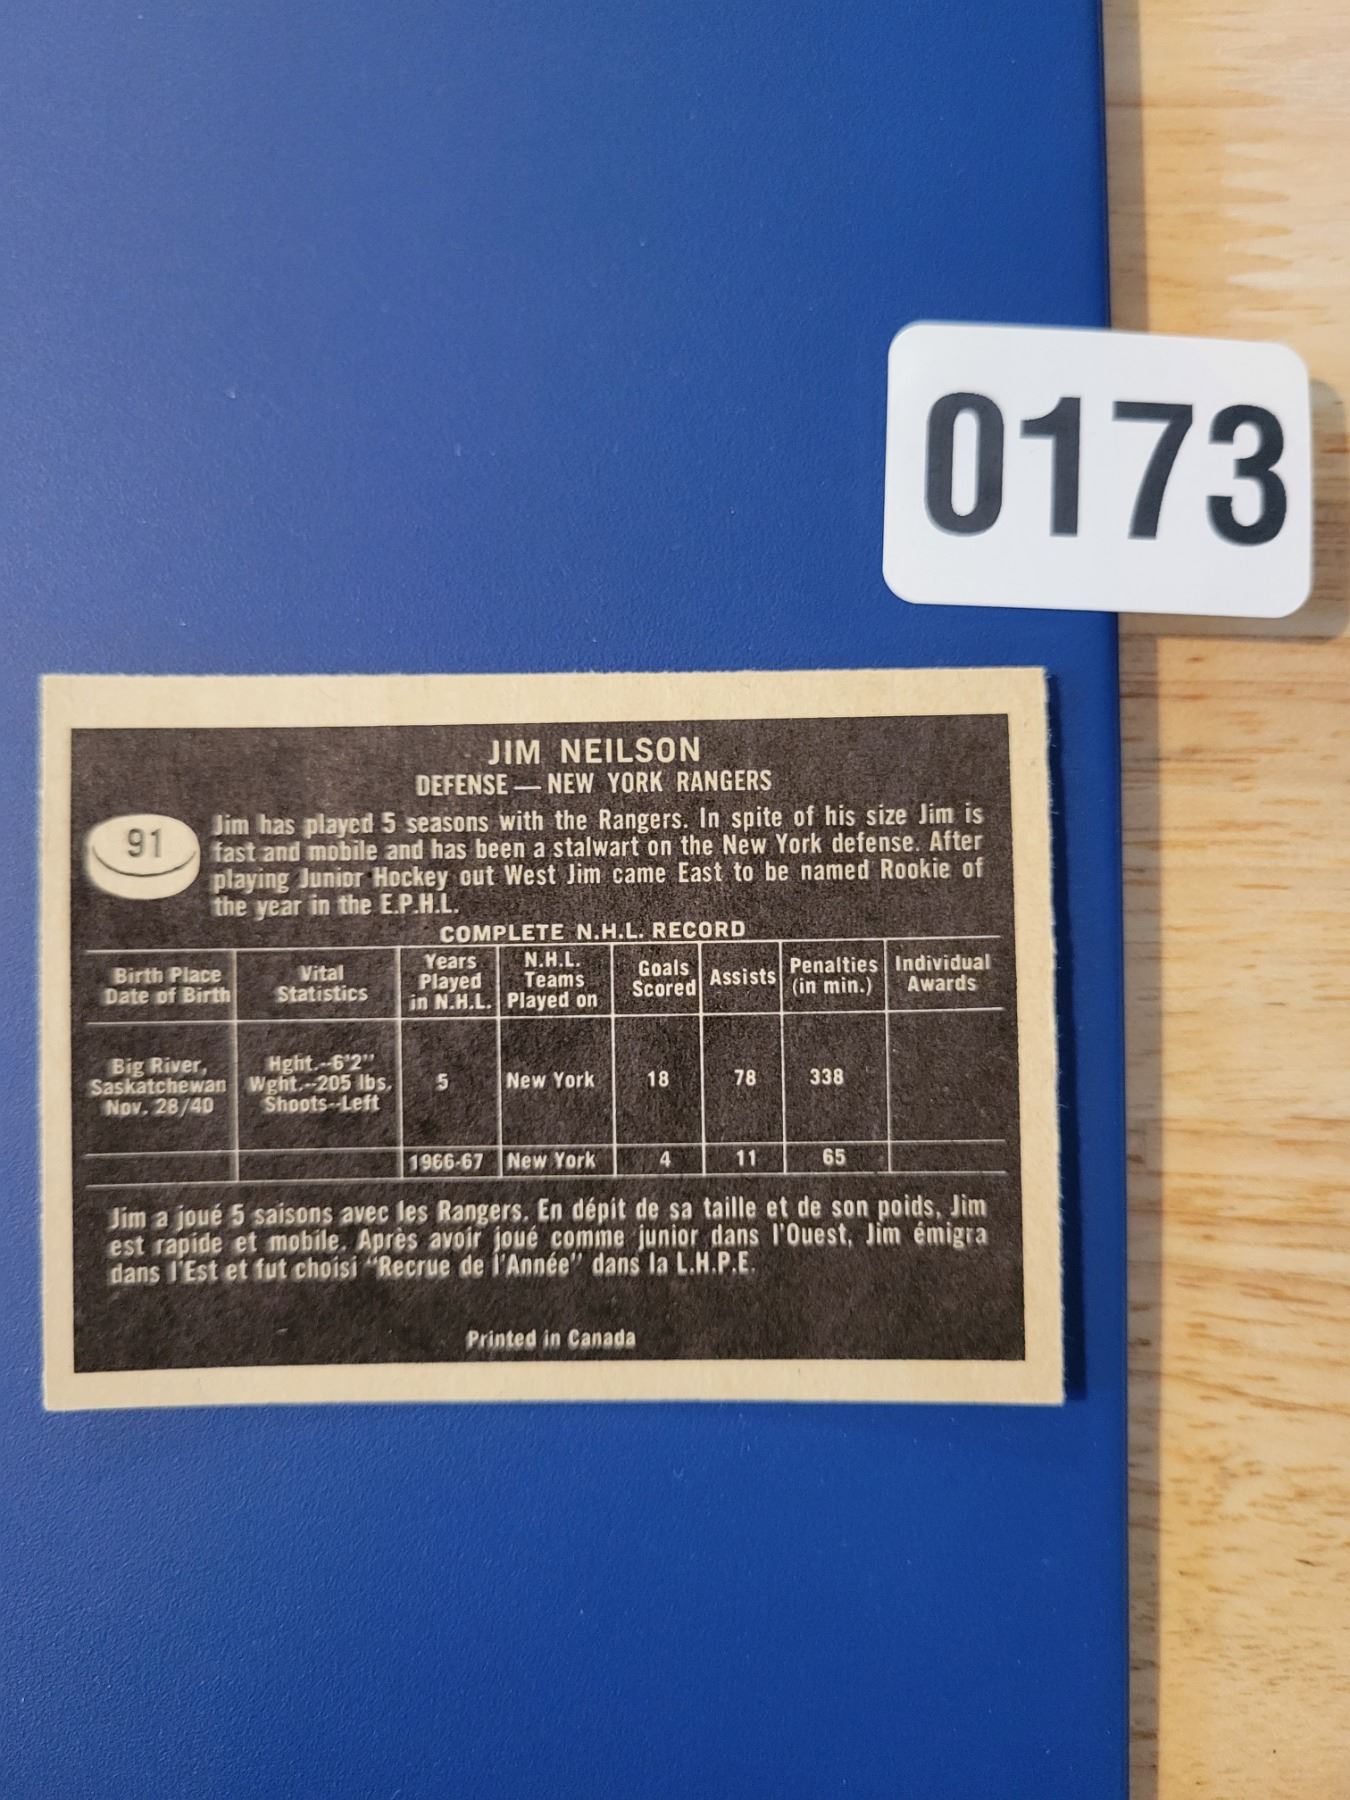 0173
JIM NEILSON
DEFENSE — NEW YORK RANGERS
91
Jim has played 5 seasons with the Rangers. In spite of his size Jim is
fast and mobile and has been a stalwart on the New York defense. After
playing Junior Hockey out West Jim came East to be named Rookie of
the year in the E.P.H.L.
COMPLETE N.H.L. RECORD
Birth Place
Date of Birth
Vital
Statistics
Years
Played
in N.H.L.
N.H.L.
Teams
Played on
Goals
Scored
Assists
Penalties
(in min.)
Individual
Awards
Big River,
Saskatchewan
Nov. 28/40
Hght.--6'2"
Wght.--205 lbs.
Shoots--Left
5
New York
18
78
338
1966-67
New York
4
11
65
Jim a joué 5 saisons avec les Rangers. En dépit de sa taille et de son poids, Jim
est rapide et mobile. Après avoir joué comme junior dans l'Ouest, Jim émigra
dans l'Est et fut choisi "Recrue de l'Année" dans la L.H.P.E.
Printed in Canada